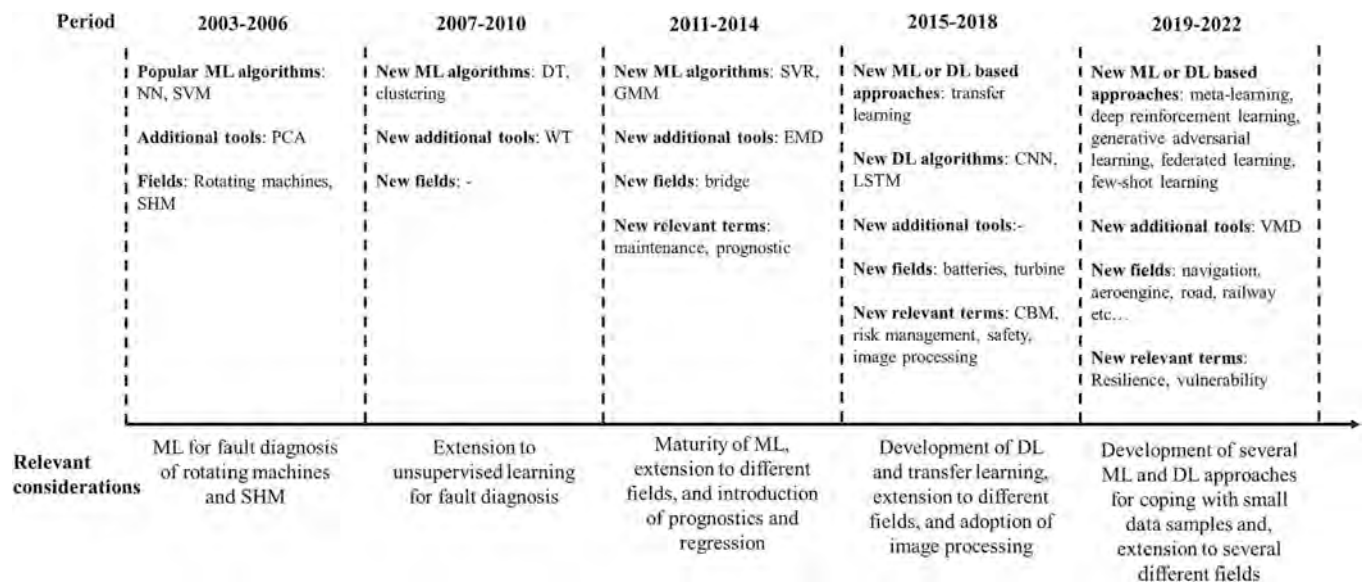 Period
2003-2006
2007-2010
2011-2014
2015-2018
2019-2022
Popular ML algorithms:
NN, SVM
Additional tools: PCA
Fields: Rotating machines,
SHM
New ML algorithms: DT,
clustering
New additional tools: WT
New fields: -
New ML algorithms: SVR,
GMM
New additional tools: EMD
New fields: bridge
New relevant terms:
maintenance, prognostic
New ML or DL based
approaches: transfer
learning
New DL algorithms: CNN,
LSTM
New additional tools:-
New fields: batteries, turbine
New relevant terms: CBM,
risk management, safety,
image processing
New ML or DL based
approaches: meta-learning,
deep reinforcement learning,
generative adversarial
learning, federated learning,
few-shot learning
New additional tools: VMD
New fields: navigation,
aeroengine, road, railway
etc…
New relevant terms:
Resilience, vulnerability
Relevant
considerations
ML for fault diagnosis
of rotating machines
and SHM
Extension to
unsupervised learning
for fault diagnosis
Maturity of ML,
extension to different
fields, and introduction
of prognostics and
regression
Development of DL
and transfer learning,
extension to different
fields, and adoption of
image processing
Development of several
ML and DL approaches
for coping with small
data samples and,
extension to several
different fields